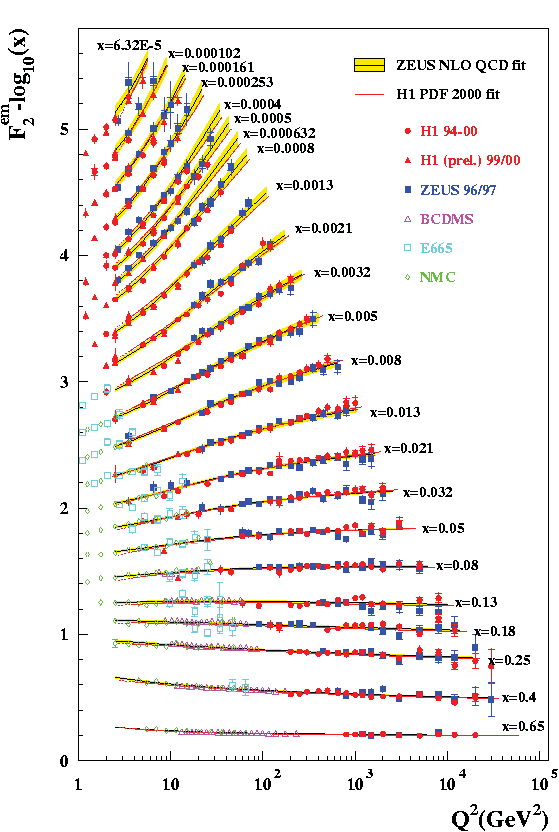 F₂ᵉᵐ-log₁₀(x)
x=6.32E-5
x=0.000102
x=0.000161
x=0.000253
x=0.0004
x=0.0005
x=0.000632
x=0.0008
x=0.0013
x=0.0021
x=0.0032
x=0.005
x=0.008
x=0.013
x=0.021
x=0.032
x=0.05
x=0.08
x=0.13
x=0.18
x=0.25
x=0.4
x=0.65
ZEUS NLO QCD fit
H1 PDF 2000 fit
H1 94-00
H1 (prel.) 99/00
ZEUS 96/97
BCDMS
E665
NMC
5
4
3
2
1
0
1 10 10² 10³ 10⁴ 10⁵
Q²(GeV²)